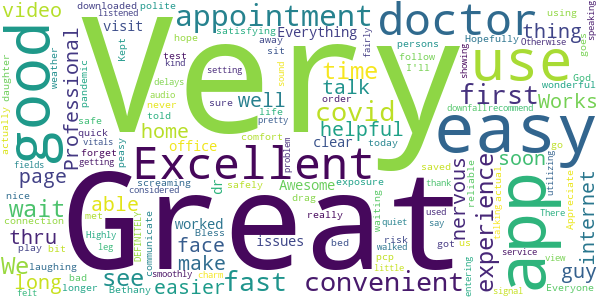 Very
Great
easy
app
Excellent
good
use
doctor
appointment
convenient
covid
video
visit
Everything
thing
time
talk
first
Works
well
home
helpful
Professional
page
wait
able
office
clear
soon
internet
guy
experience
nervous
reliable
thru
We
see
long
face
make
fast
worked
dr
issues
Awesome
felt
easier
downloaded
polite
listened
satisfying
away
Kept
pandemic
weather
daughter
actually
test
kind
setting
delays
audio
never
told
sit
hope
sure
life
pretty
order
persons
follow
I'll
fairly
using
goes
speaking
Hopefully
Otherwise
showing
God
wonderful
downfall
recommend
safe
quick
vitals
forget
getting
peasy
fields
screaming
considered
nice
connection
met
Highly
leg
play
bit
laughing
bad
longer
Bethany
DEFINITELY
communicate
Bless
safely
smoothly
charm
drag
really
bed
exposure
comfort
sound
problem
today
waiting
quiet
risk
walked
pcp
little
saved
thank
used
say
got
us
service
entering
signal
actual
utilizing
There
view
Everyone
Appreciate
go